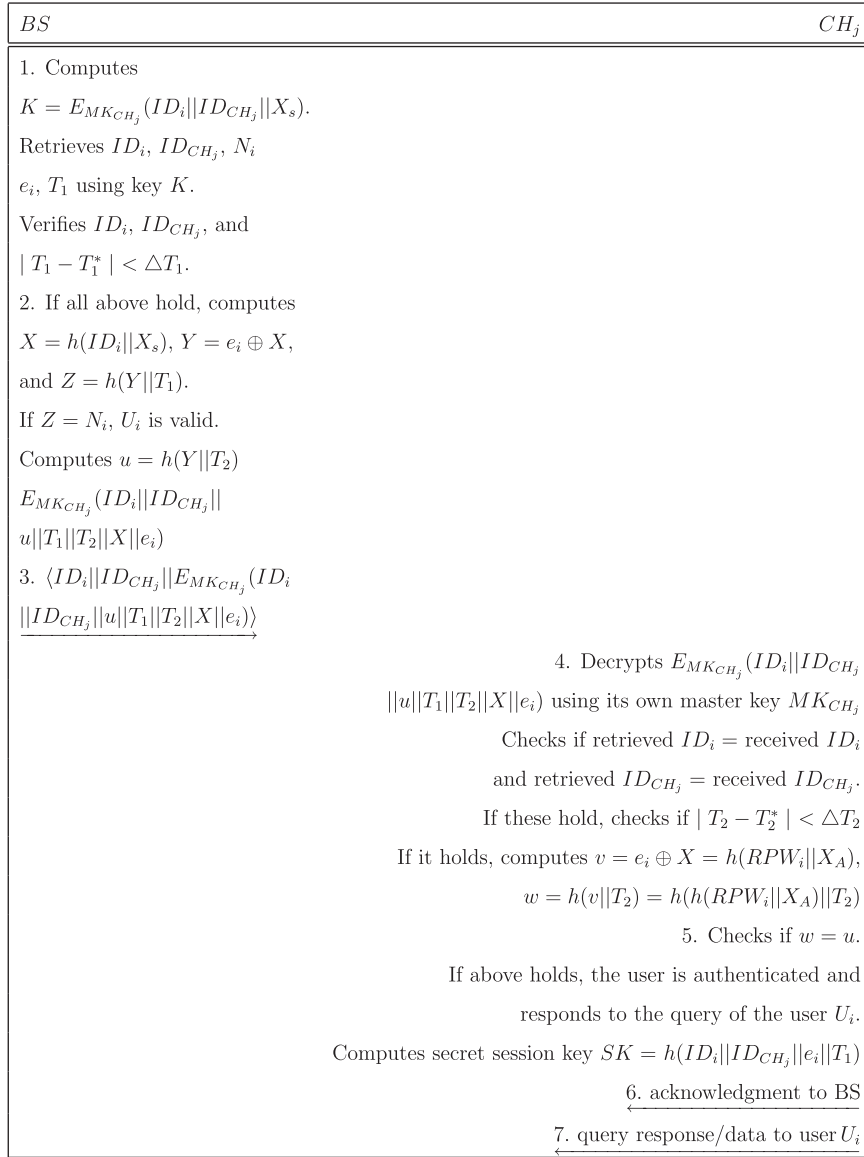 BS CH_j
1. Computes
K = E_{MK_{CH_j}}(ID_i||ID_{CH_j}||X_s).
Retrieves ID_i, ID_{CH_j}, N_i
e_i, T_1 using key K.
Verifies ID_i, ID_{CH_j}, and
| T_1 − T_1^* | < △T_1.
2. If all above hold, computes
X = h(ID_i||X_s), Y = e_i ⊕ X,
and Z = h(Y||T_1).
If Z = N_i, U_i is valid.
Computes u = h(Y||T_2)
E_{MK_{CH_j}}(ID_i||ID_{CH_j}||
u||T_1||T_2||X||e_i)
3. ⟨ID_i||ID_{CH_j}||E_{MK_{CH_j}}(ID_i
||ID_{CH_j}||u||T_1||T_2||X||e_i)⟩
4. Decrypts E_{MK_{CH_j}}(ID_i||ID_{CH_j}
||u||T_1||T_2||X||e_i) using its own master key MK_{CH_j}
Checks if retrieved ID_i = received ID_i
and retrieved ID_{CH_j} = received ID_{CH_j}.
If these hold, checks if | T_2 − T_2^* | < △T_2
If it holds, computes v = e_i ⊕ X = h(RPW_i||X_A),
w = h(v||T_2) = h(h(RPW_i||X_A)||T_2)
5. Checks if w = u.
If above holds, the user is authenticated and
responds to the query of the user U_i.
Computes secret session key SK = h(ID_i||ID_{CH_j}||e_i||T_1)
6. acknowledgment to BS
7. query response/data to user U_i